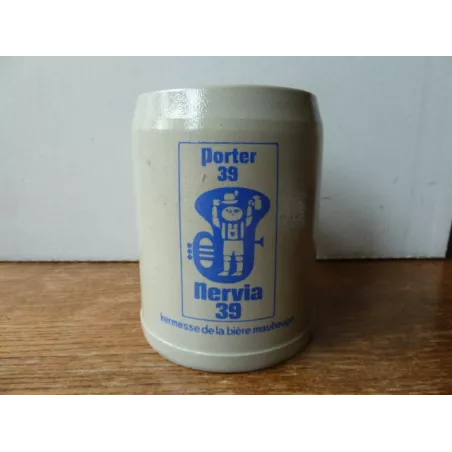 Porter
39
Nervia
39
kermesse de la bière maubeuge